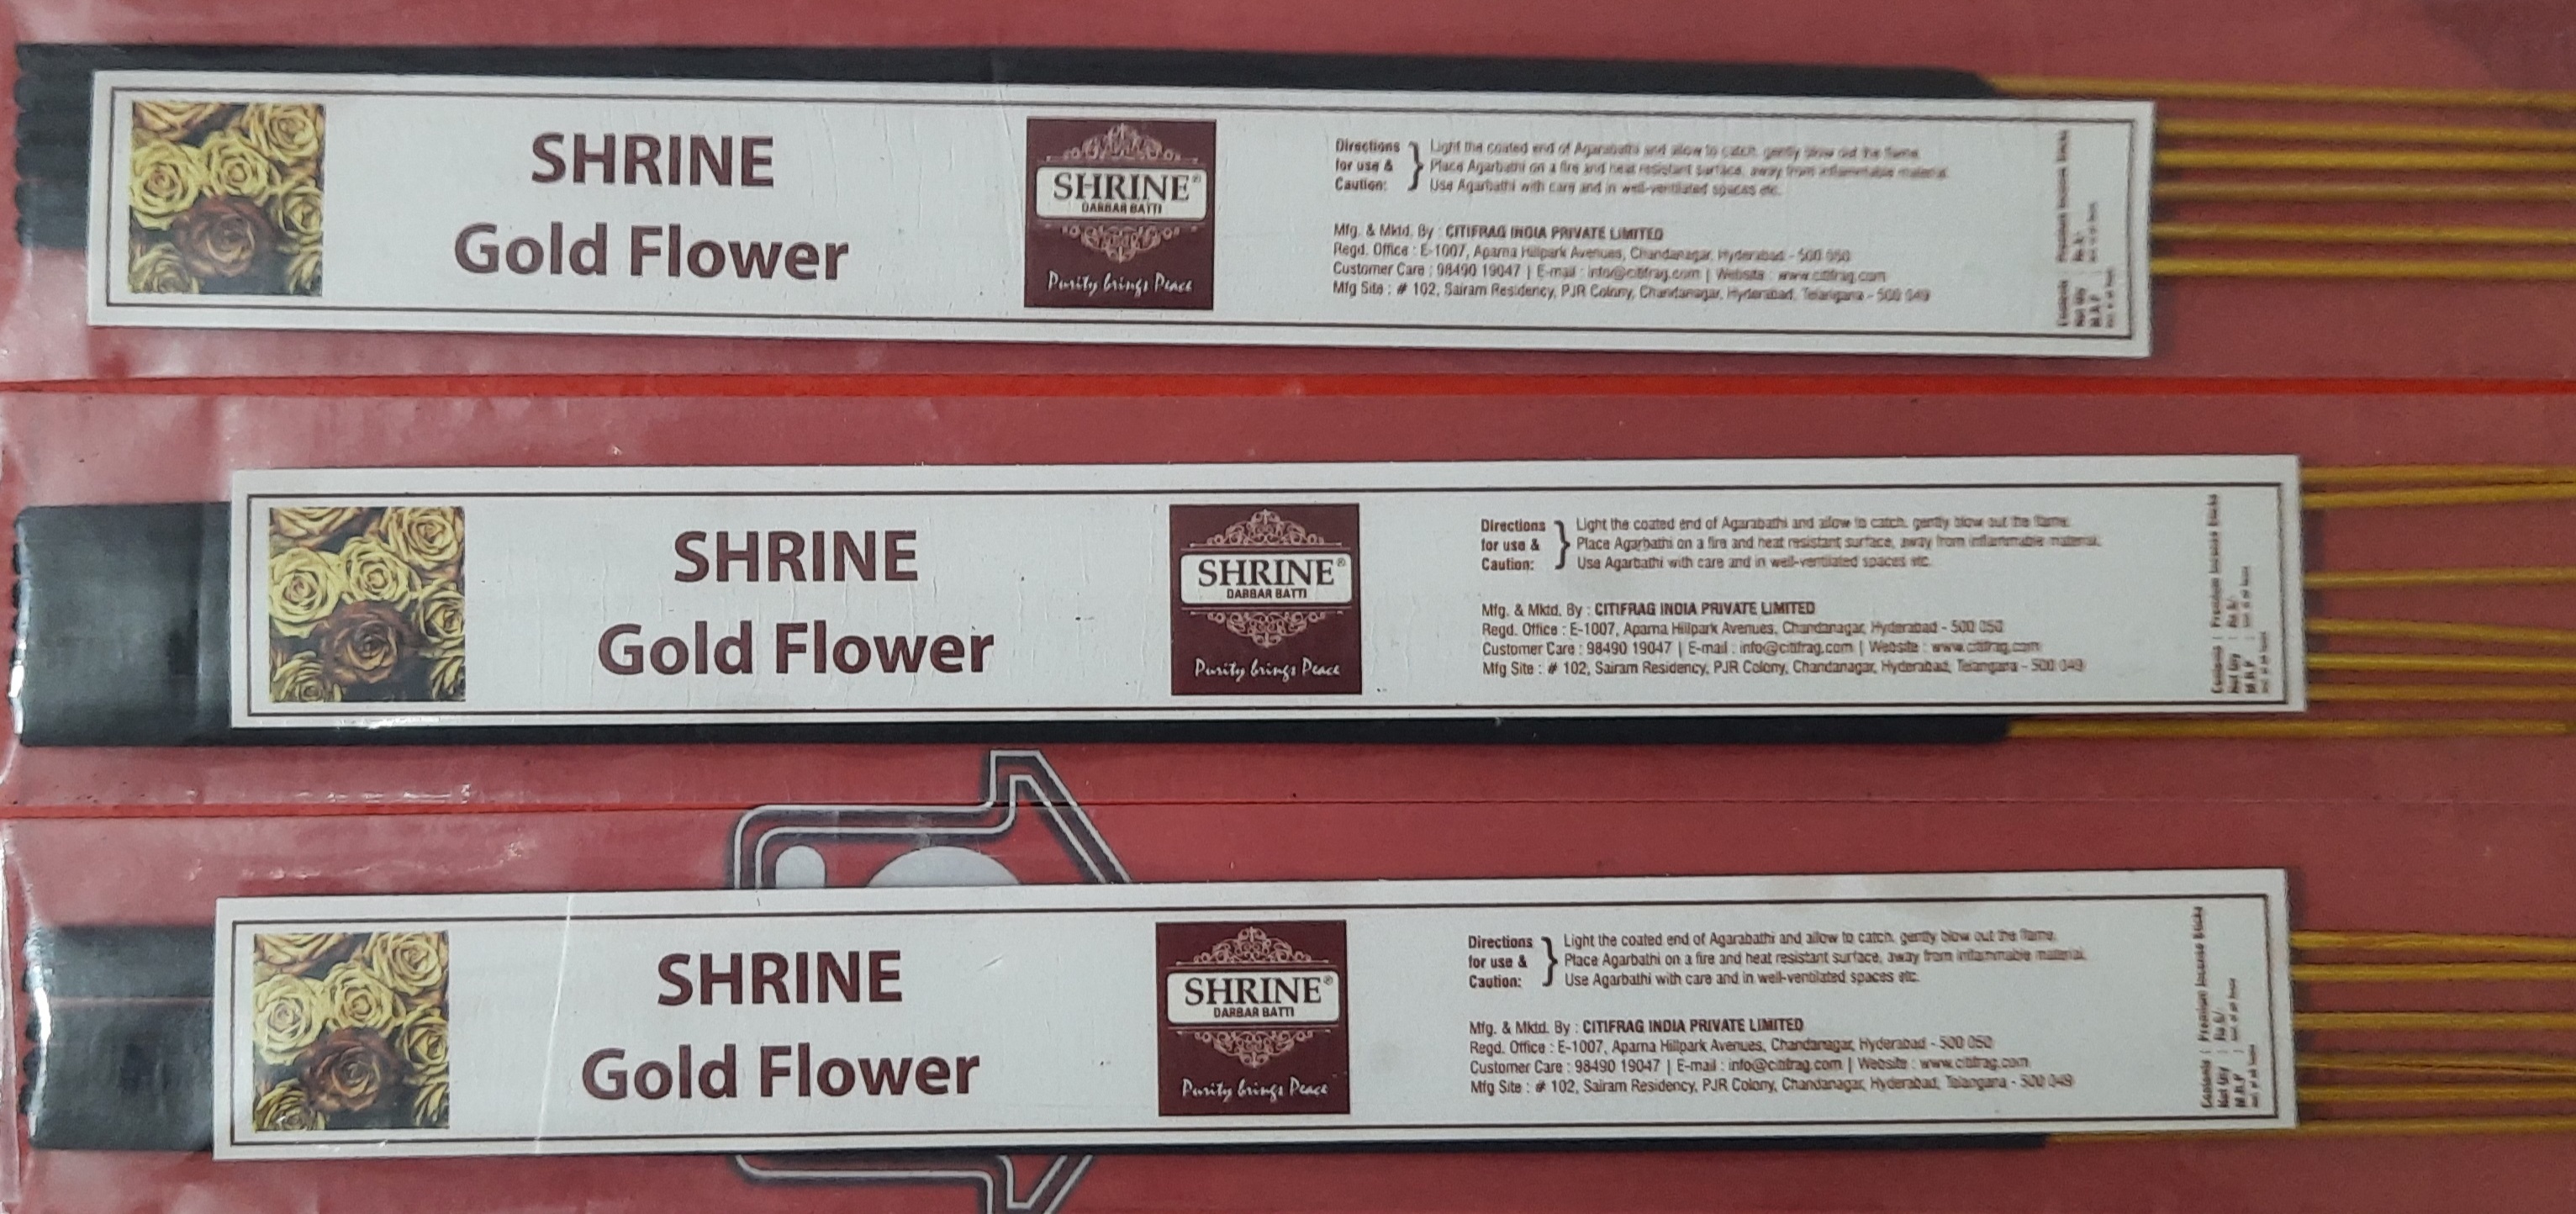 SHRINE
Gold Flower
SHRINE®
DARBAR BATTI
Purity brings Peace
Directions for use & Caution:
Light the coated end of Agarabathi and allow to catch, gently blow out the flame.
Place Agarbathi on a fire and heat resistant surface, away from inflammable material.
Use Agarbathi with care and in well-ventilated spaces etc.
Mfg. & Mktd. By : CITIFRAG INDIA PRIVATE LIMITED
Regd. Office : E-1007, Aparna Hillpark Avenues, Chandanagar, Hyderabad - 500 050
Customer Care : 98490 19047 | E-mail : info@citifrag.com | Website : www.citifrag.com
Mfg Site : # 102, Sairam Residency, PJR Colony, Chandanagar, Hyderabad, Telangana - 500 049
Contents : Premium Incense Sticks
Net Qty :
M.R.P :
SHRINE
Gold Flower
SHRINE®
DARBAR BATTI
Purity brings Peace
Directions for use & Caution:
Light the coated end of Agarabathi and allow to catch, gently blow out the flame.
Place Agarbathi on a fire and heat resistant surface, away from inflammable material.
Use Agarbathi with care and in well-ventilated spaces etc.
Mfg. & Mktd. By : CITIFRAG INDIA PRIVATE LIMITED
Regd. Office : E-1007, Aparna Hillpark Avenues, Chandanagar, Hyderabad - 500 050
Customer Care : 98490 19047 | E-mail : info@citifrag.com | Website : www.citifrag.com
Mfg Site : # 102, Sairam Residency, PJR Colony, Chandanagar, Hyderabad, Telangana - 500 049
Contents : Premium Incense Sticks
Net Qty :
M.R.P :
SHRINE
Gold Flower
SHRINE®
DARBAR BATTI
Purity brings Peace
Directions for use & Caution:
Light the coated end of Agarabathi and allow to catch, gently blow out the flame.
Place Agarbathi on a fire and heat resistant surface, away from inflammable material.
Use Agarbathi with care and in well-ventilated spaces etc.
Mfg. & Mktd. By : CITIFRAG INDIA PRIVATE LIMITED
Regd. Office : E-1007, Aparna Hillpark Avenues, Chandanagar, Hyderabad - 500 050
Customer Care : 98490 19047 | E-mail : info@citifrag.com | Website : www.citifrag.com
Mfg Site : # 102, Sairam Residency, PJR Colony, Chandanagar, Hyderabad, Telangana - 500 049
Contents : Premium Incense Sticks
Net Qty :
M.R.P :